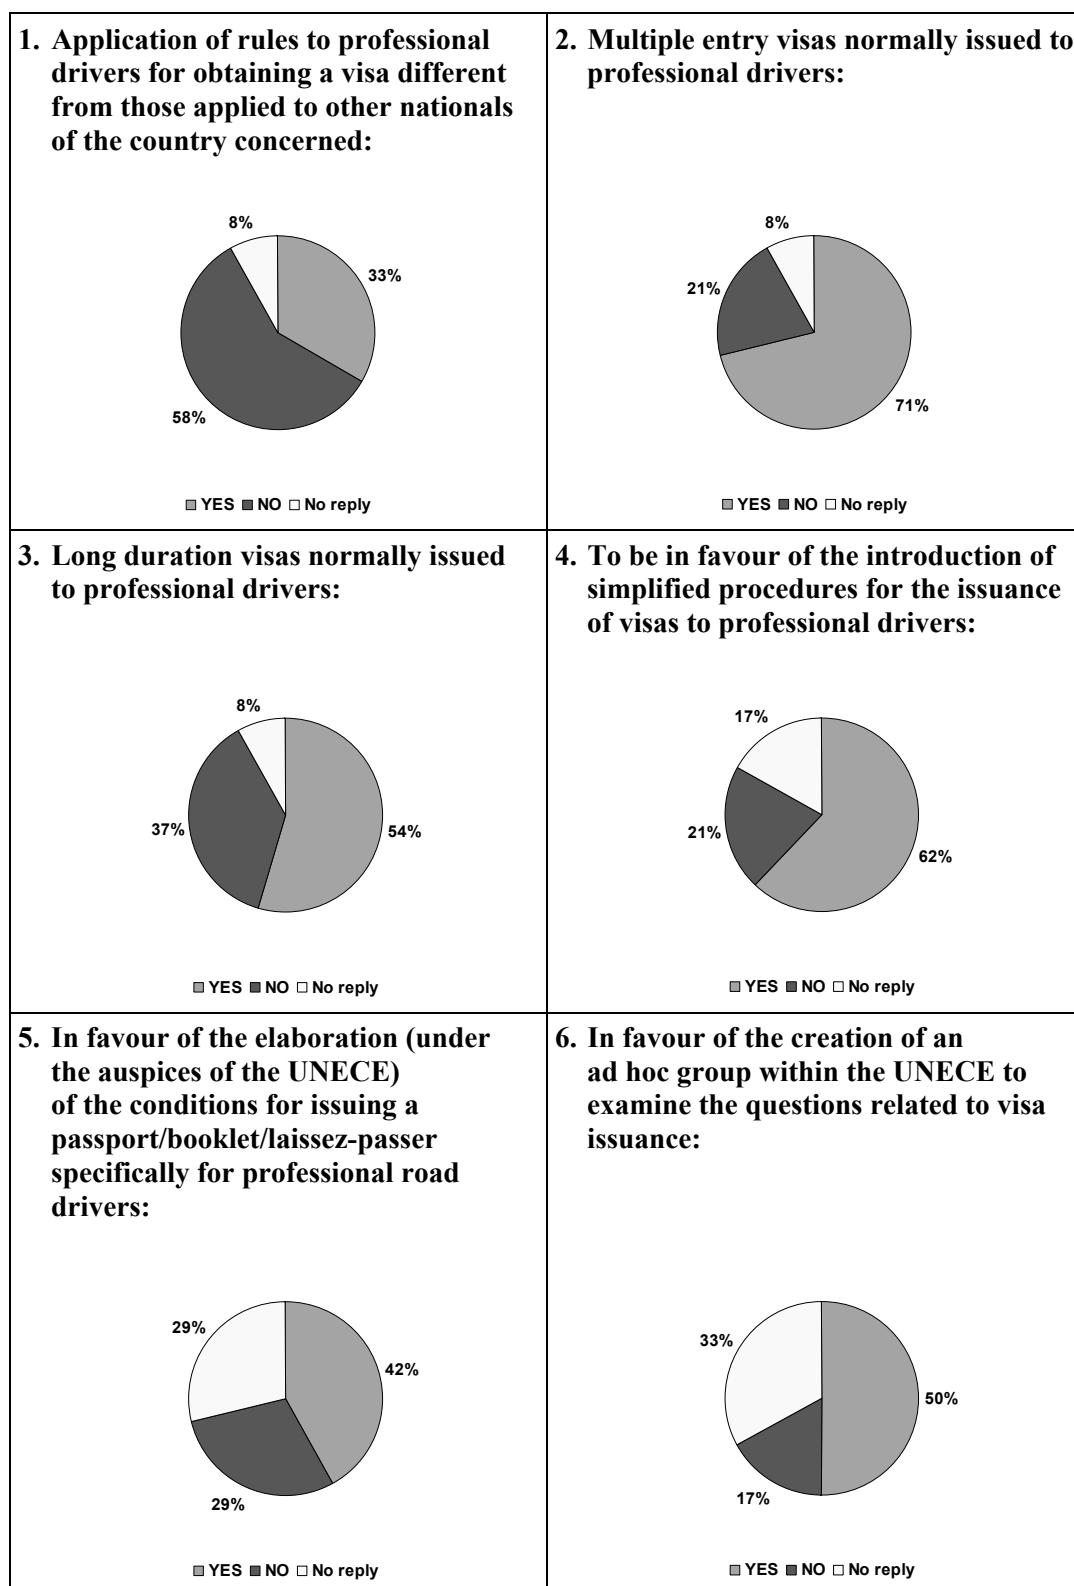 1. Application of rules to professional
drivers for obtaining a visa different
from those applied to other nationals
of the country concerned:
8%
33%
58%
YES NO No reply
2. Multiple entry visas normally issued to
professional drivers:
8%
21%
71%
YES NO No reply
3. Long duration visas normally issued
to professional drivers:
8%
37%
54%
YES NO No reply
4. To be in favour of the introduction of
simplified procedures for the issuance
of visas to professional drivers:
17%
21%
62%
YES NO No reply
5. In favour of the elaboration (under
the auspices of the UNECE)
of the conditions for issuing a
passport/booklet/laissez-passer
specifically for professional road
drivers:
29%
42%
29%
YES NO No reply
6. In favour of the creation of an
ad hoc group within the UNECE to
examine the questions related to visa
issuance:
33%
50%
17%
YES NO No reply